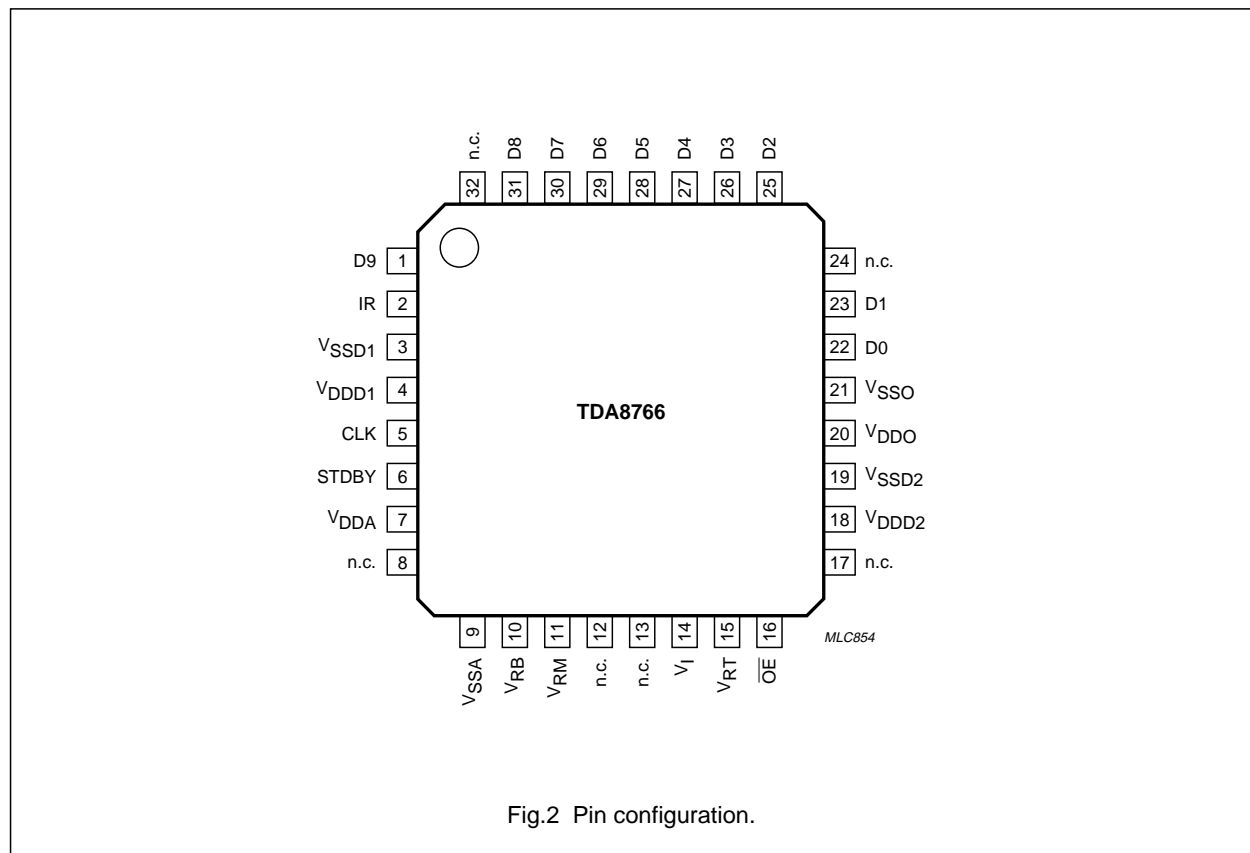 n.c. D8 D7 D6 D5 D4 D3 D2
32 31 30 29 28 27 26 25
D9 1 24 n.c.
IR 2 23 D1
VSSD1 3 22 D0
VDDD1 4 21 VSSO
TDA8766
CLK 5 20 VDDO
STDBY 6 19 VSSD2
VDDA 7 18 VDDD2
n.c. 8 17 n.c.
9 10 11 12 13 14 15 16
MLC854
VSSA VRB VRM n.c. n.c. VI VRT O̅E̅
Fig.2 Pin configuration.